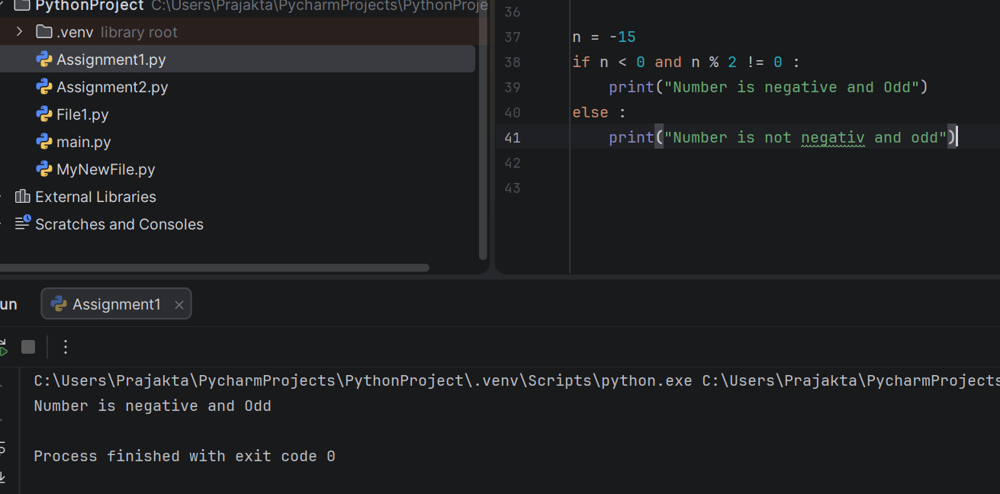 PythonProject C:\Users\Prajakta\PycharmProjects\PythonProje
.venv library root
Assignment1.py
Assignment2.py
File1.py
main.py
MyNewFile.py
External Libraries
Scratches and Consoles
36
37 n = -15
38 if n < 0 and n % 2 != 0 :
39 print("Number is negative and Odd")
40 else :
41 print("Number is not negativ and odd")
42
43
un Assignment1
C:\Users\Prajakta\PycharmProjects\PythonProject\.venv\Scripts\python.exe C:\Users\Prajakta\PycharmProjects
Number is negative and Odd
Process finished with exit code 0